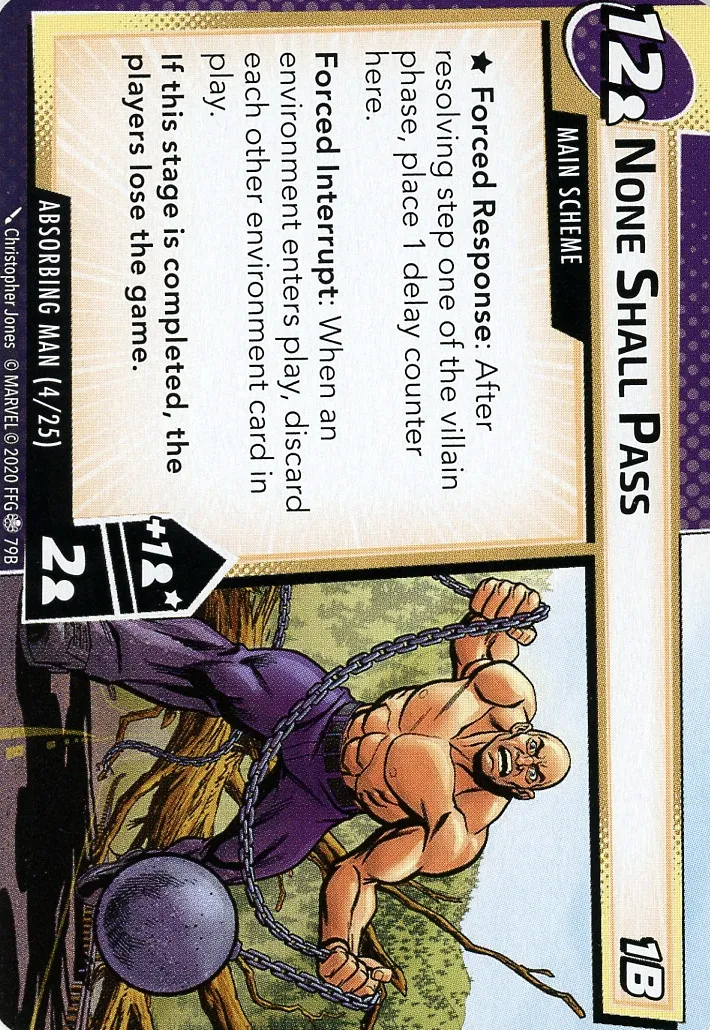 12
NONE SHALL PASS
1B
MAIN SCHEME
★ Forced Response: After
resolving step one of the villain
phase, place 1 delay counter
here.
Forced Interrupt: When an
environment enters play, discard
each other environment card in
play.
If this stage is completed, the
players lose the game.
+1 ★
2
ABSORBING MAN (4/25)
Christopher Jones © MARVEL © 2020 FFG 79B